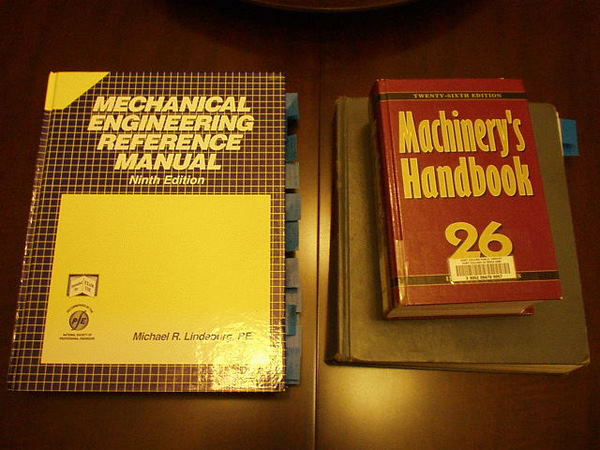 MECHANICAL
ENGINEERING
REFERENCE
MANUAL
Ninth Edition
Michael R. Lindeburg, PE
TWENTY-SIXTH EDITION
Machinery's
Handbook
26